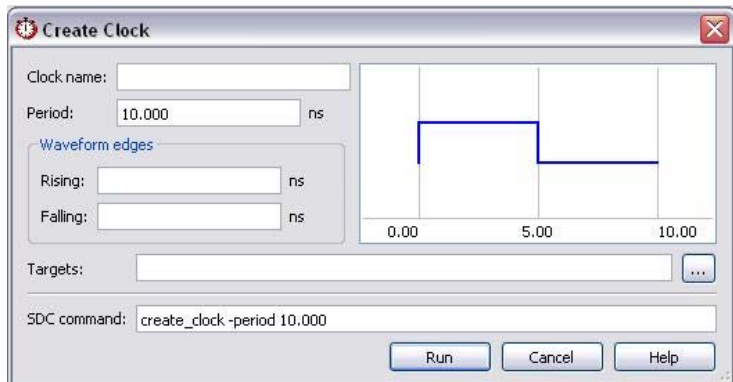 Create Clock
Clock name:
Period: 10.000 ns
Waveform edges
Rising: ns
Falling: ns
0.00 5.00 10.00
Targets: ...
SDC command: create_clock -period 10.000
Run Cancel Help